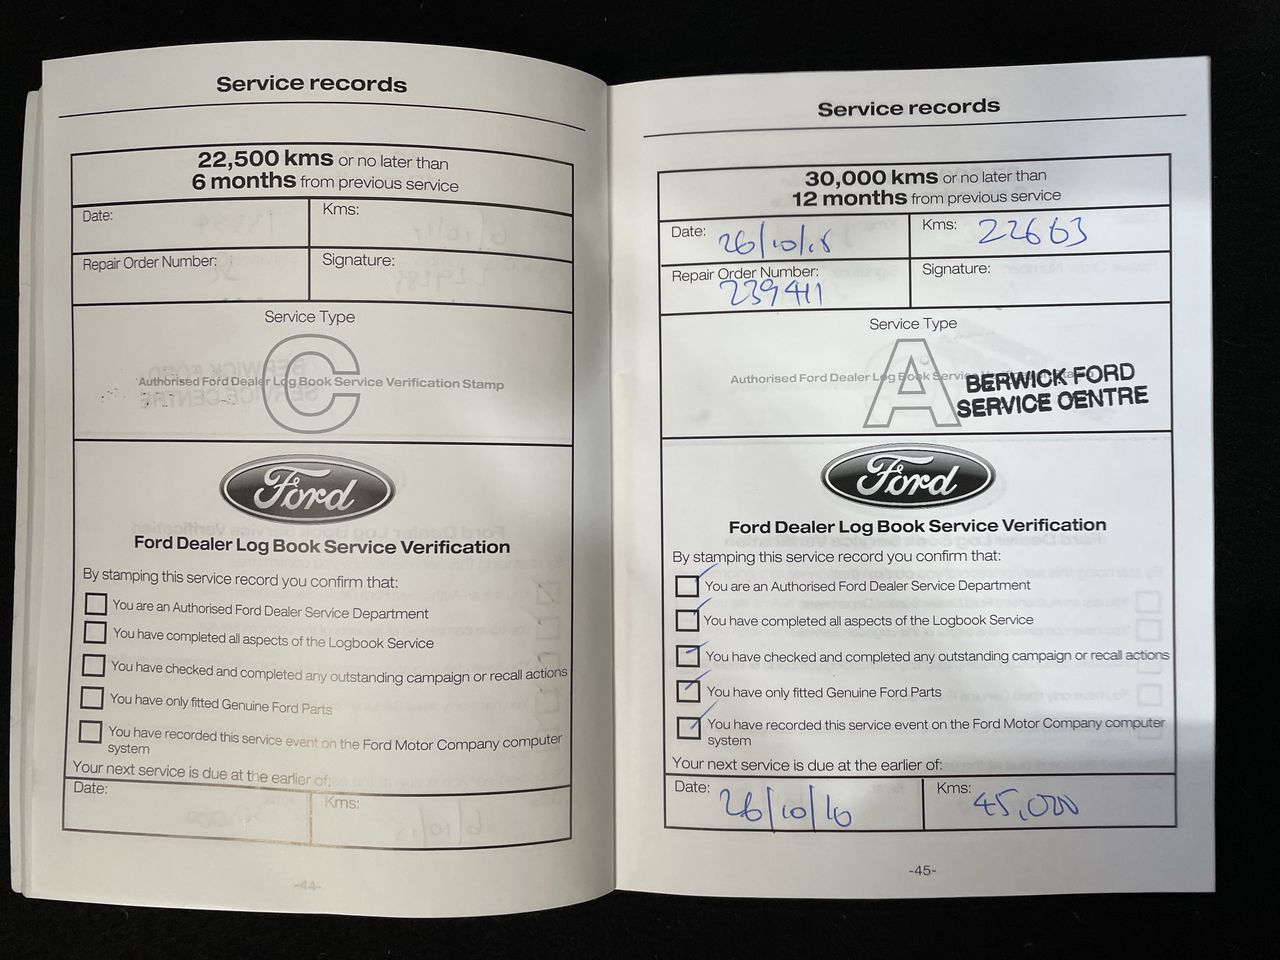 Service records
22,500 kms or no later than
6 months from previous service
Date:
Kms:
Repair Order Number:
Signature:
Service Type
C
Authorised Ford Dealer Log Book Service Verification Stamp
Ford
Ford Dealer Log Book Service Verification
By stamping this service record you confirm that:
You are an Authorised Ford Dealer Service Department
You have completed all aspects of the Logbook Service
You have checked and completed any outstanding campaign or recall actions
You have only fitted Genuine Ford Parts
You have recorded this service event on the Ford Motor Company computer
system
Your next service is due at the earlier of:
Date:
Kms:
-44-
Service records
30,000 kms or no later than
12 months from previous service
Date: 26/10/15
Kms: 22663
Repair Order Number:
239411
Signature:
Service Type
A
Authorised Ford Dealer Log Book Service
BERWICK FORD
SERVICE CENTRE
Ford
Ford Dealer Log Book Service Verification
By stamping this service record you confirm that:
You are an Authorised Ford Dealer Service Department
You have completed all aspects of the Logbook Service
You have checked and completed any outstanding campaign or recall actions
You have only fitted Genuine Ford Parts
You have recorded this service event on the Ford Motor Company computer
system
Your next service is due at the earlier of:
Date: 26/10/16
Kms: 45,000
-45-